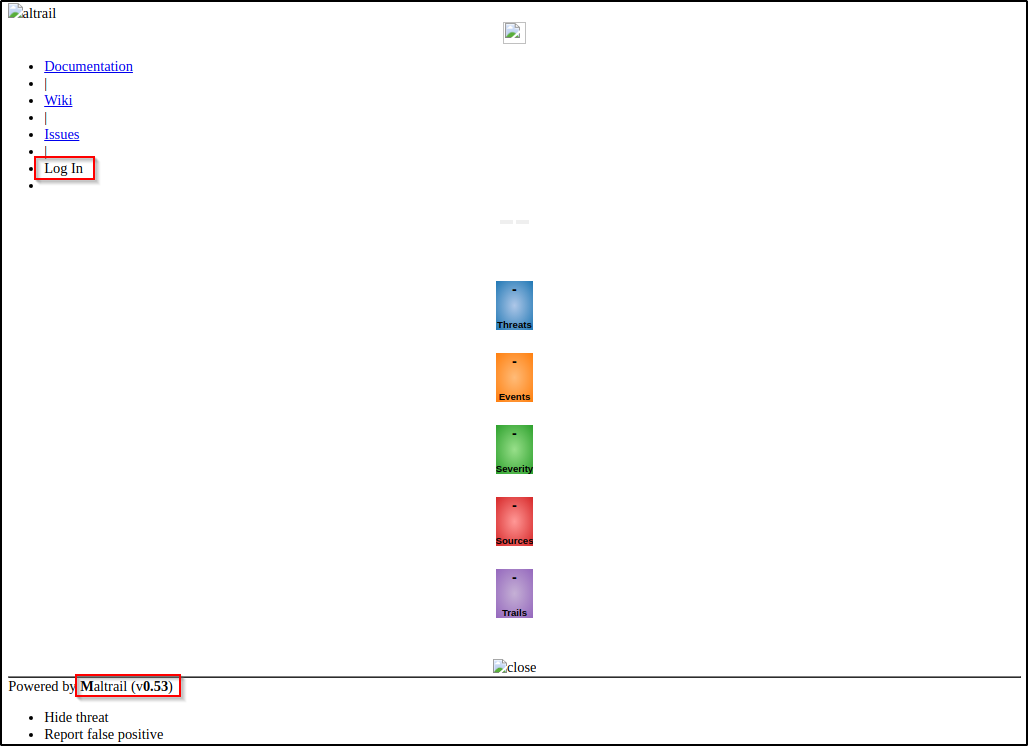 altrail
Documentation
|
Wiki
|
Issues
|
Log In
-
Threats
-
Events
-
Severity
-
Sources
-
Trails
close
Powered by Maltrail (v0.53)
Hide threat
Report false positive